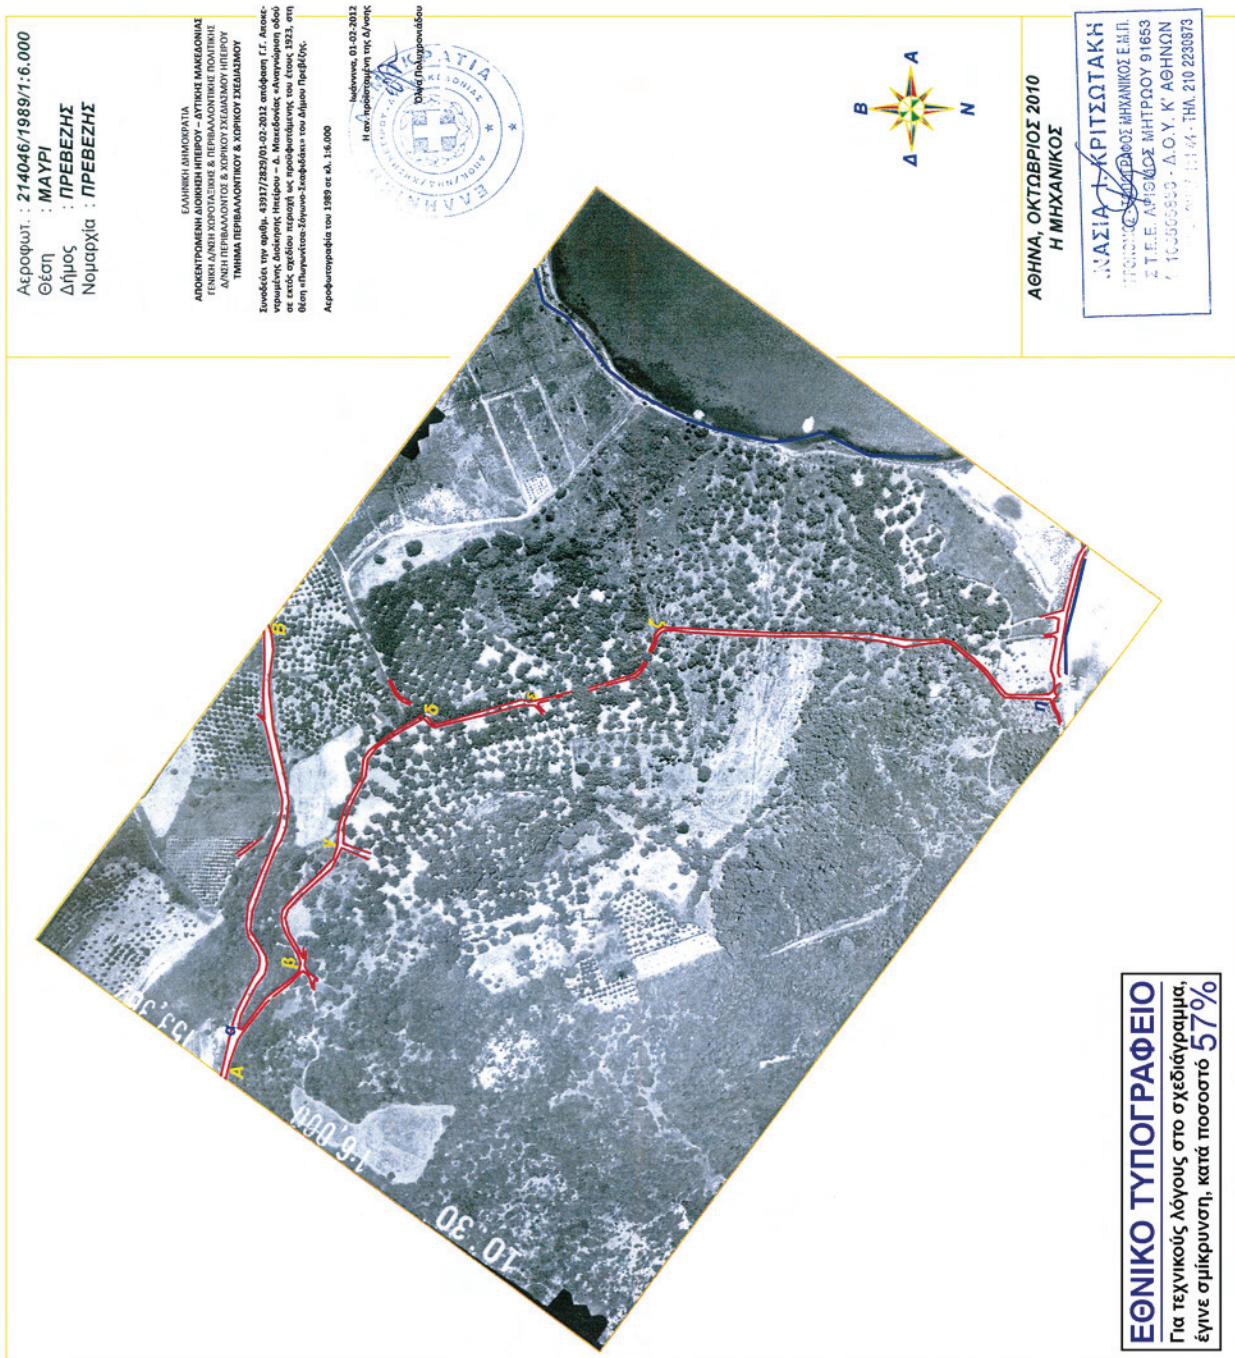 Αεροφωτ. : 214046/1989/1:6.000
Θέση : ΜΑΥΡΙ
Δήμος : ΠΡΕΒΕΖΗΣ
Νομαρχία : ΠΡΕΒΕΖΗΣ
ΕΛΛΗΝΙΚΗ ΔΗΜΟΚΡΑΤΙΑ
ΑΠΟΚΕΝΤΡΩΜΕΝΗ ΔΙΟΙΚΗΣΗ ΗΠΕΙΡΟΥ – ΔΥΤΙΚΗΣ ΜΑΚΕΔΟΝΙΑΣ
ΓΕΝΙΚΗ Δ/ΝΣΗ ΧΩΡΟΤΑΞΙΚΗΣ & ΠΕΡΙΒΑΛΛΟΝΤΙΚΗΣ ΠΟΛΙΤΙΚΗΣ
Δ/ΝΣΗ ΠΕΡΙΒΑΛΛΟΝΤΟΣ & ΧΩΡΙΚΟΥ ΣΧΕΔΙΑΣΜΟΥ ΗΠΕΙΡΟΥ
ΤΜΗΜΑ ΠΕΡΙΒΑΛΛΟΝΤΙΚΟΥ & ΧΩΡΙΚΟΥ ΣΧΕΔΙΑΣΜΟΥ
Συνοδεύει την αριθμ. 43917/2829/01-02-2012 απόφαση Γ.Γ. Αποκε-
ντρωμένης Διοίκησης Ηπείρου – Δ. Μακεδονίας «Αναγνώριση οδού
σε εκτός σχεδίου περιοχή ως προϋφιστάμενης του έτους 1923, στη
θέση «Πωγωνίτσα-Σόγωνο-Σκαφιδάκι» του Δήμου Πρεβέζης.
Αεροφωτογραφία του 1989 σε κλ. 1:6.000
Ιωάννινα, 01-02-2012
Η αν. προϊσταμένη της Δ/νσης
Όλγα Πολυχρονιάδου
Β
Δ Α
Ν
ΑΘΗΝΑ, ΟΚΤΩΒΡΙΟΣ 2010
Η ΜΗΧΑΝΙΚΟΣ
ΝΑΣΙΑ Ι. ΚΡΙΤΣΩΤΑΚΗ
ΜΗΧΑΝΙΚΟΣ Ε.Μ.Π.
Σ Τ.Ε.Ε. ΑΡΙΘΜΟΣ ΜΗΤΡΩΟΥ 91653
Δ.Ο.Υ. Κ' ΑΘΗΝΩΝ
ΤΗΛ. 210 2230873
Α
α
β
γ
δ
ε
ζ
η
Β
1:6,000
10 30
ΕΘΝΙΚΟ ΤΥΠΟΓΡΑΦΕΙΟ
Για τεχνικούς λόγους στο σχεδιάγραμμα,
έγινε σμίκρυνση, κατά ποσοστό 57%